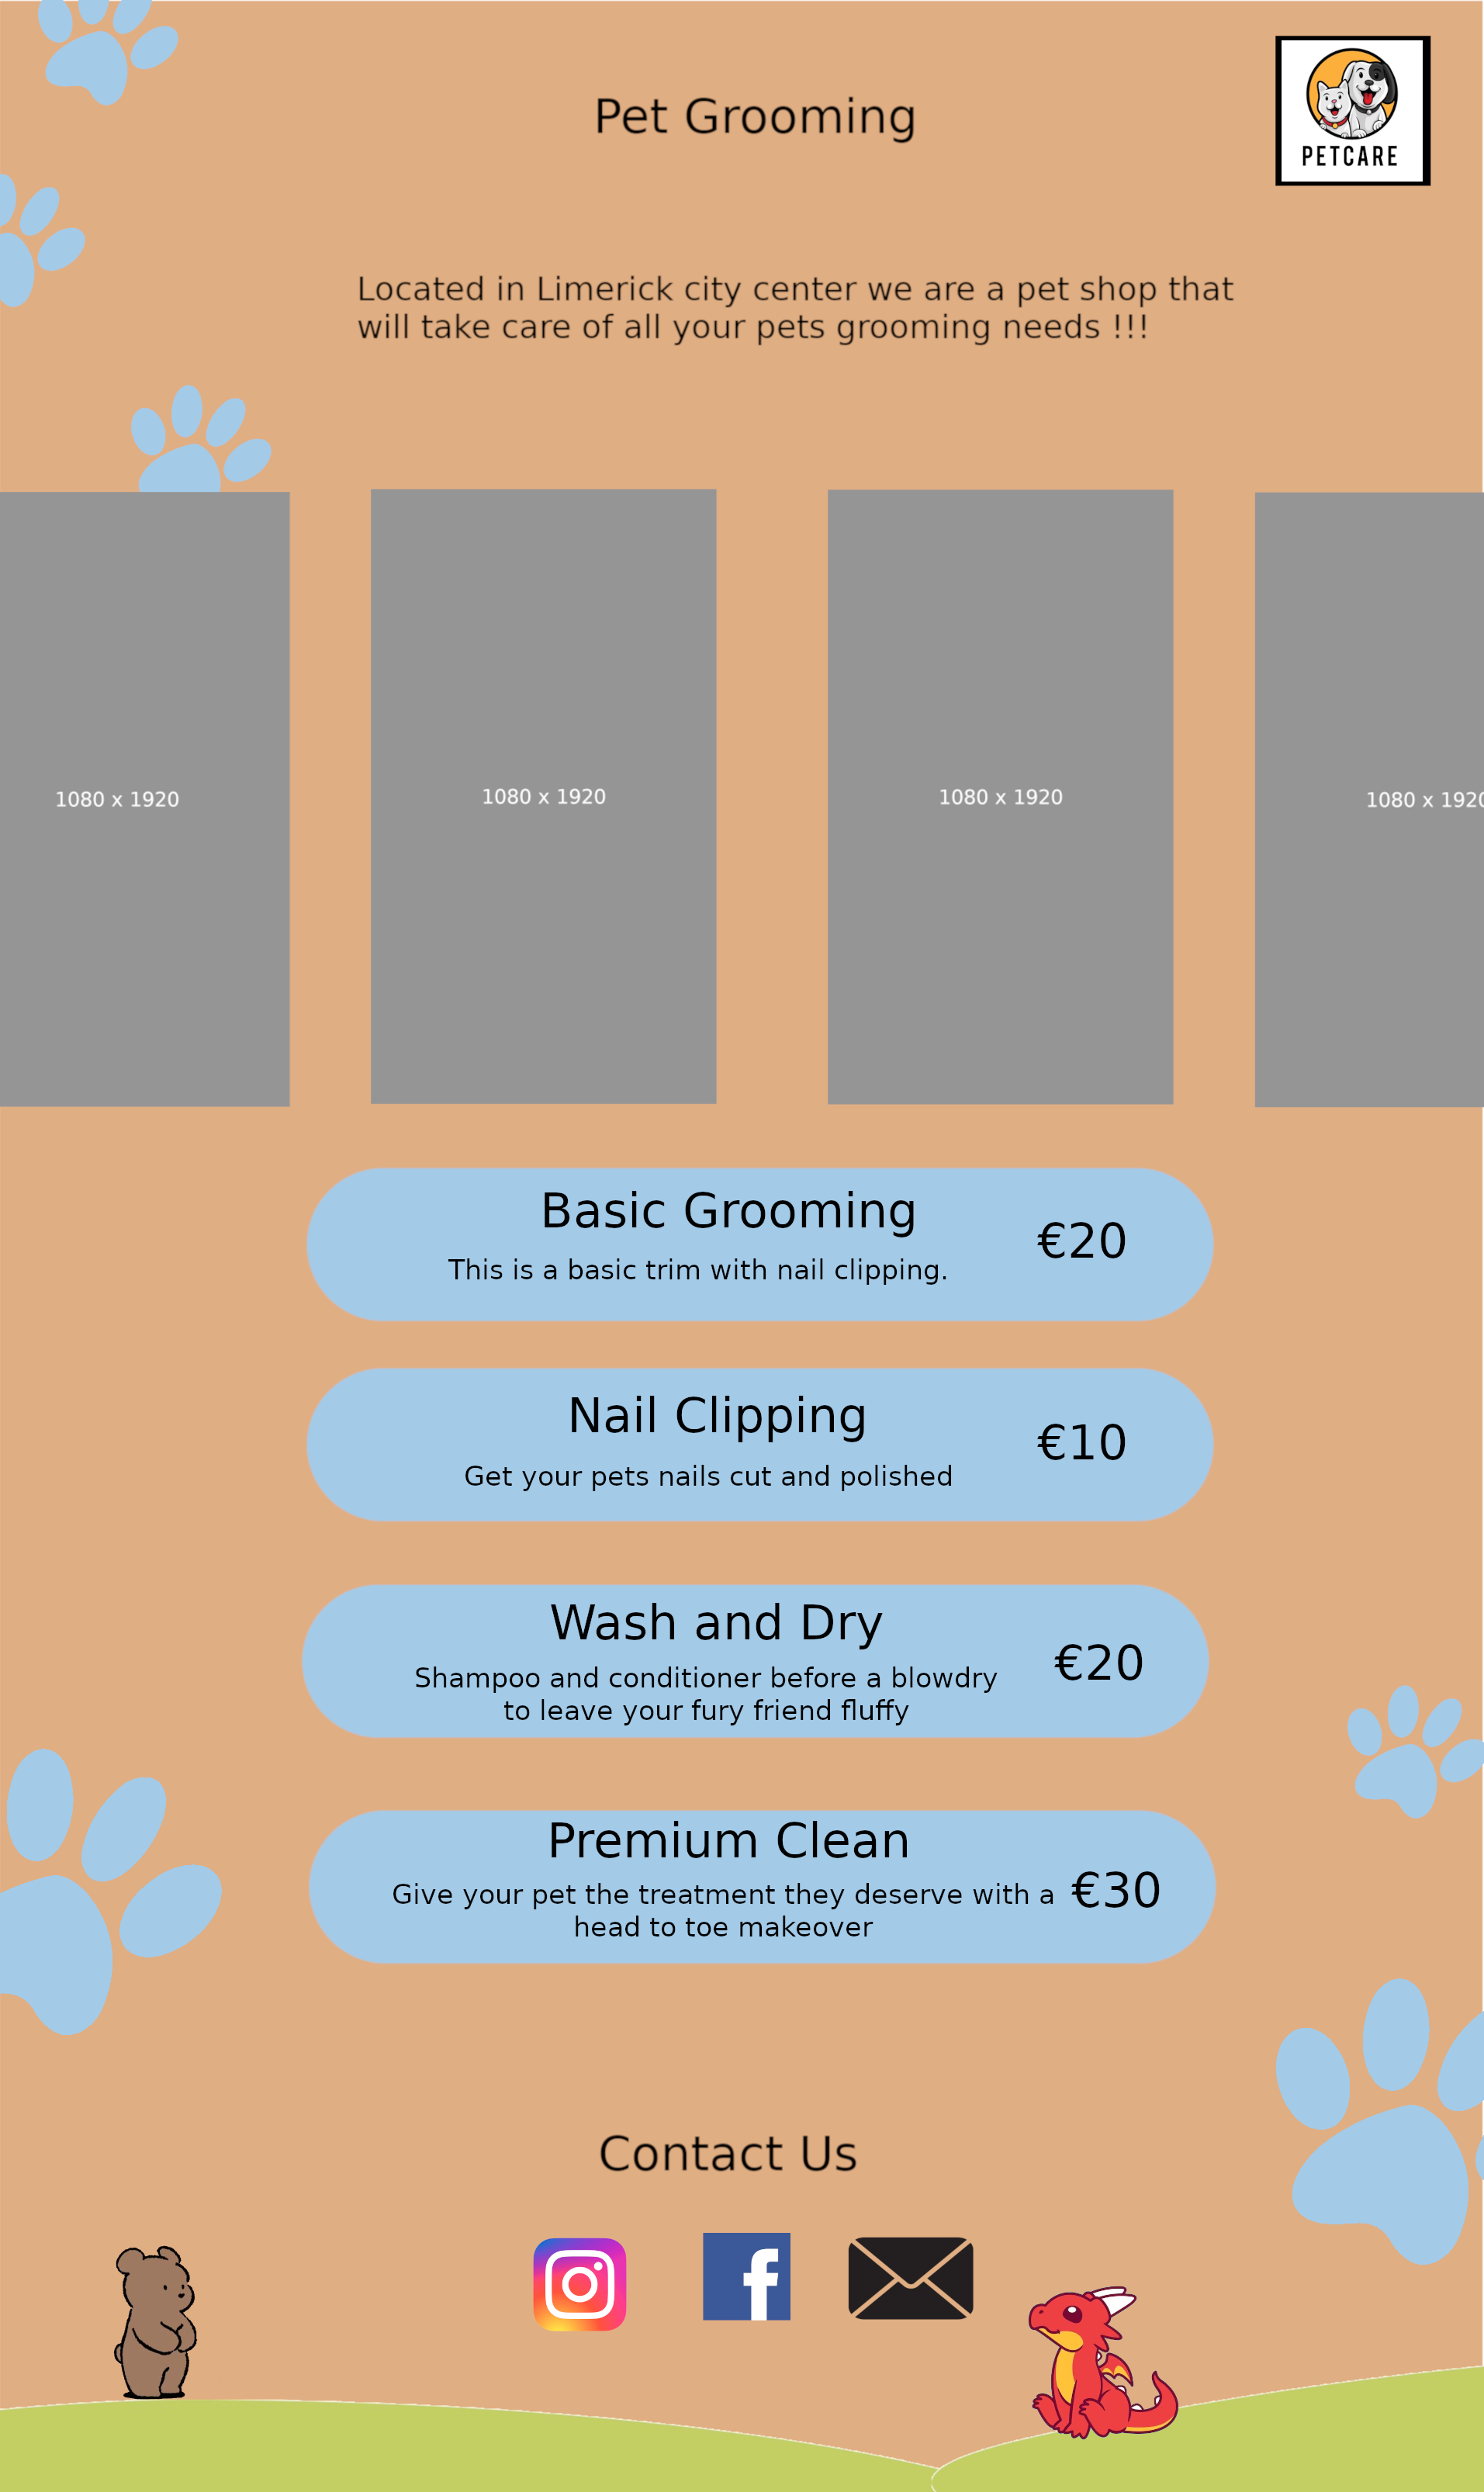 Pet Grooming
PETCARE
Located in Limerick city center we are a pet shop that
will take care of all your pets grooming needs !!!
1080 x 1920
1080 x 1920
1080 x 1920
1080 x 1920
Basic Grooming
€20
This is a basic trim with nail clipping.
Nail Clipping
€10
Get your pets nails cut and polished
Wash and Dry
€20
Shampoo and conditioner before a blowdry
to leave your fury friend fluffy
Premium Clean
€30
Give your pet the treatment they deserve with a
head to toe makeover
Contact Us